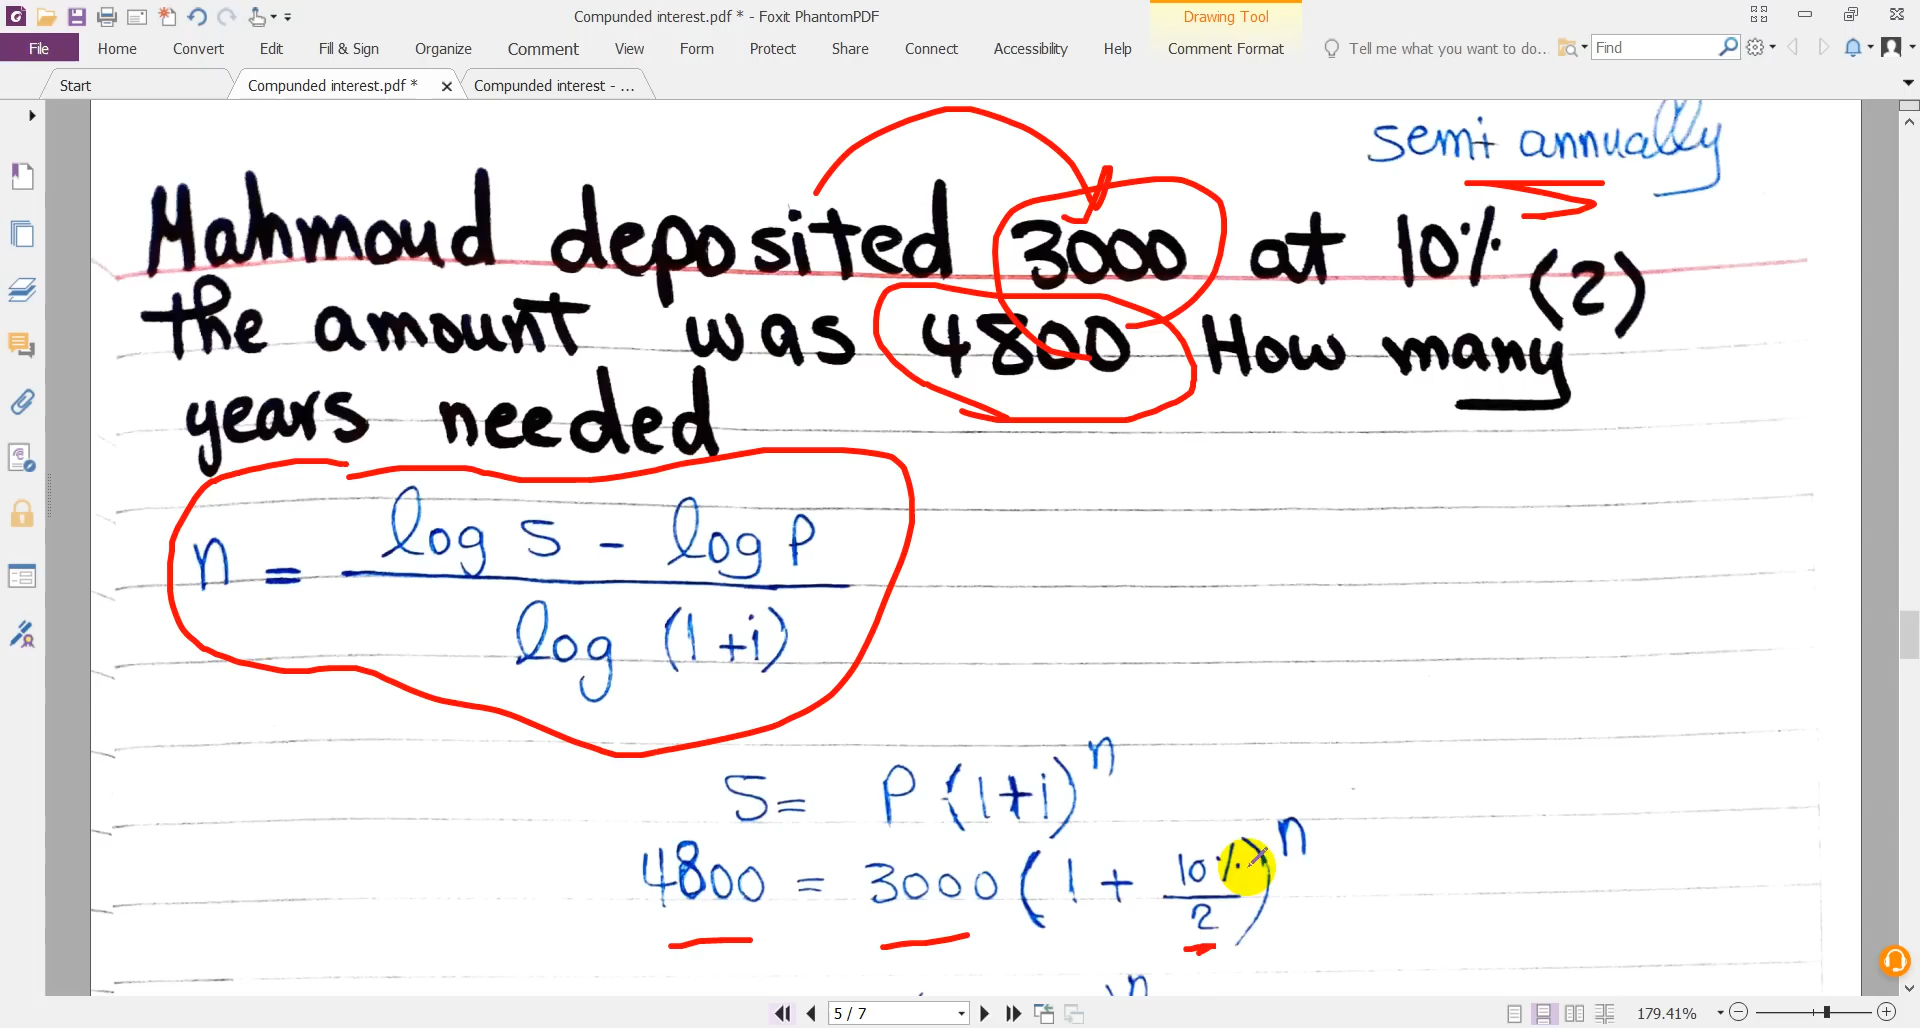 Compunded interest.pdf * - Foxit PhantomPDF
Drawing Tool
File Home Convert Edit Fill & Sign Organize Comment View Form Protect Share Connect Accessibility Help Comment Format Tell me what you want to do... Find
Start Compunded interest.pdf * Compunded interest - ...
semi annually
Mahmoud deposited 3000 at 10% (2)
the amount was 4800 How many
years needed
n = log S - log P
log (1+i)
S = P (1+i)^n
4800 = 3000 (1 + 10%/2)^n
n
5 / 7
179.41%